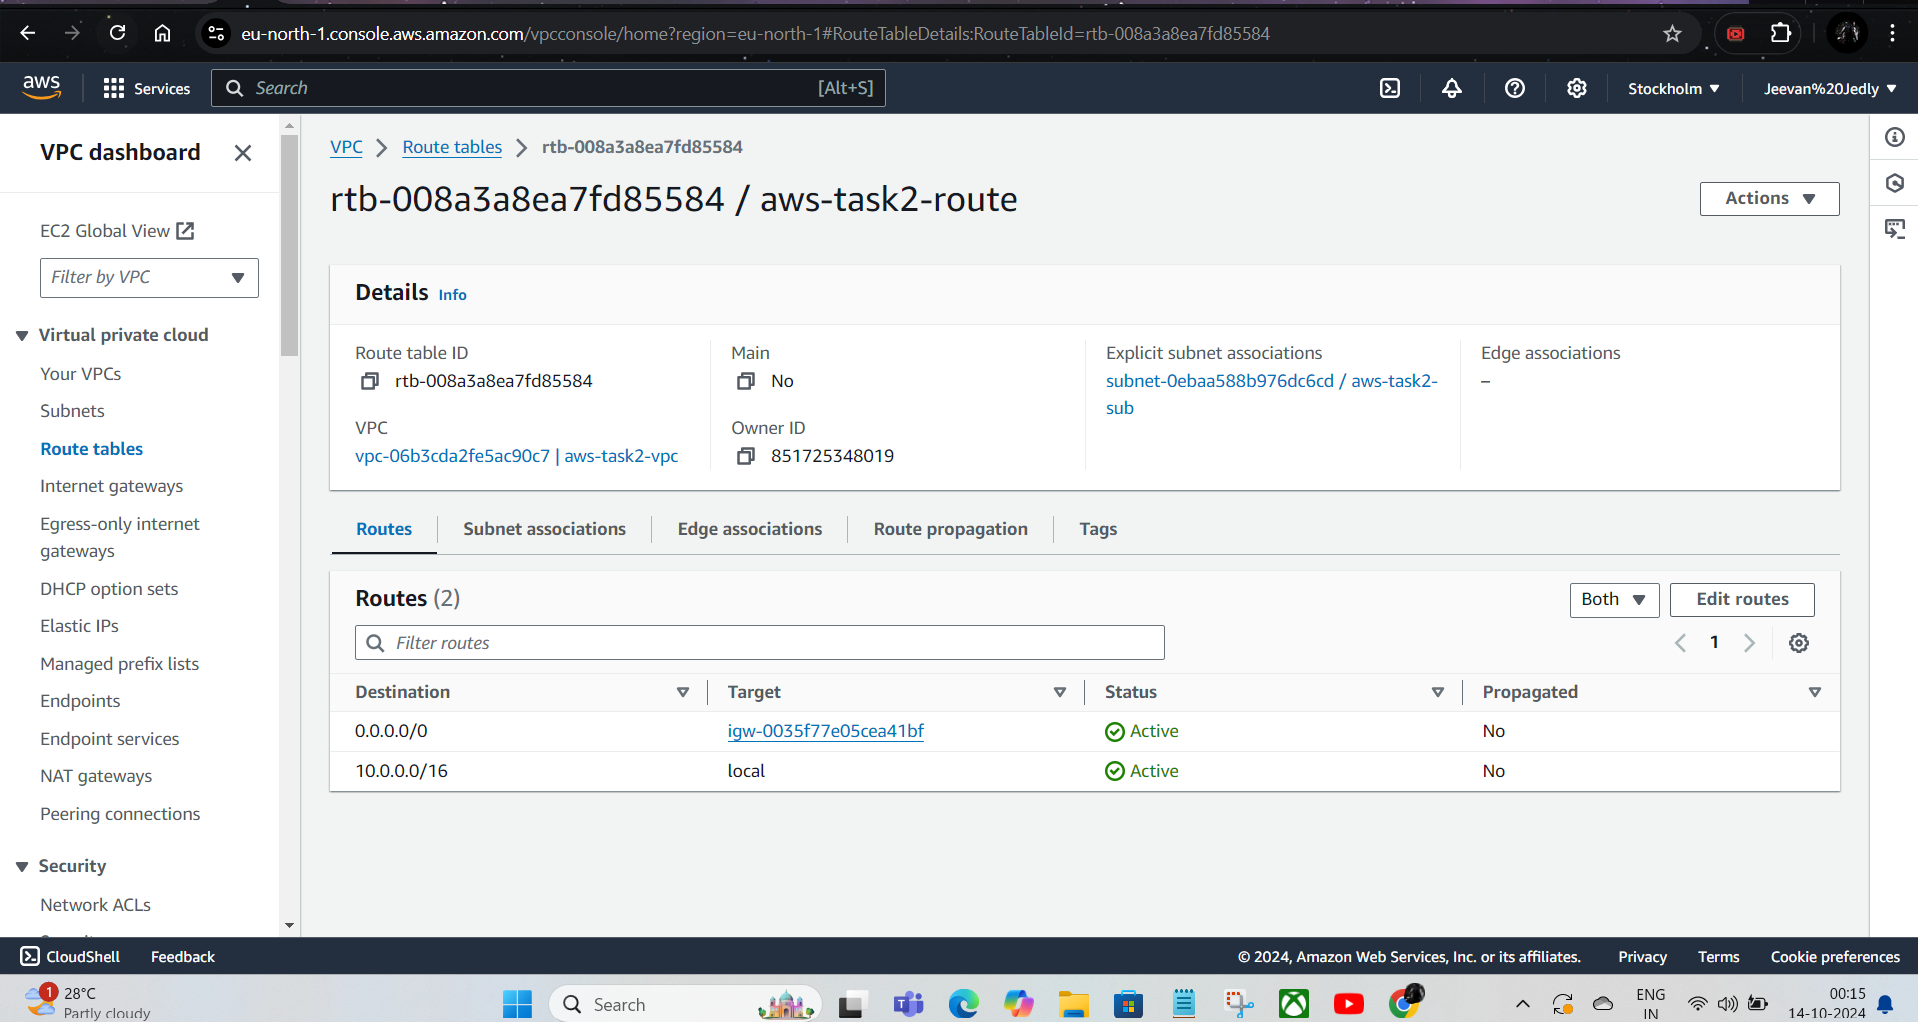 eu-north-1.console.aws.amazon.com/vpcconsole/home?region=eu-north-1#RouteTableDetails:RouteTableId=rtb-008a3a8ea7fd85584
aws
Services
Search
[Alt+S]
Stockholm
Jeevan%20Jedly
VPC dashboard
EC2 Global View
Filter by VPC
Virtual private cloud
Your VPCs
Subnets
Route tables
Internet gateways
Egress-only internet
gateways
DHCP option sets
Elastic IPs
Managed prefix lists
Endpoints
Endpoint services
NAT gateways
Peering connections
Security
Network ACLs
VPC
Route tables
rtb-008a3a8ea7fd85584
rtb-008a3a8ea7fd85584 / aws-task2-route
Actions
Details Info
Route table ID
rtb-008a3a8ea7fd85584
Main
No
Explicit subnet associations
subnet-0ebaa588b976dc6cd / aws-task2-
sub
Edge associations
–
VPC
vpc-06b3cda2fe5ac90c7 | aws-task2-vpc
Owner ID
851725348019
Routes
Subnet associations
Edge associations
Route propagation
Tags
Routes (2)
Both
Edit routes
Filter routes
1
Destination
Target
Status
Propagated
0.0.0.0/0
igw-0035f77e05cea41bf
Active
No
10.0.0.0/16
local
Active
No
CloudShell
Feedback
© 2024, Amazon Web Services, Inc. or its affiliates.
Privacy
Terms
Cookie preferences
1
28°C
Partly cloudy
Search
ENG
IN
00:15
14-10-2024